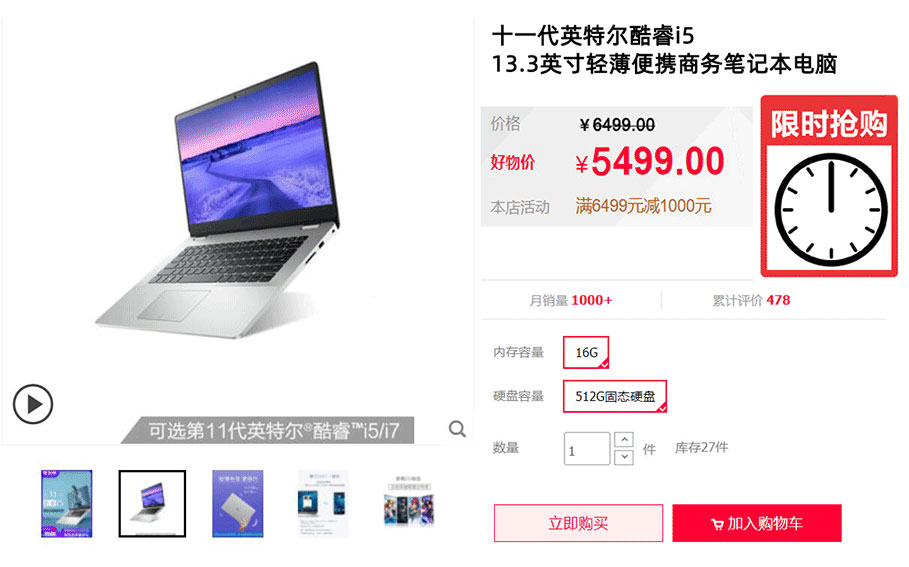 十一代英特尔酷睿i5
13.3英寸轻薄便携商务笔记本电脑
价格
¥6499.00
好物价
¥5499.00
本店活动
满6499元减1000元
限时抢购
月销量 1000+
累计评价 478
内存容量
16G
硬盘容量
512G固态硬盘
数量
1
件
库存27件
立即购买
加入购物车
可选第11代英特尔®酷睿™i5/i7